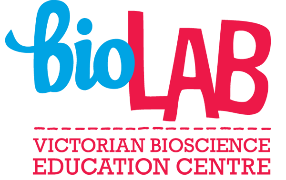 bioLAB
VICTORIAN BIOSCIENCE
EDUCATION CENTRE